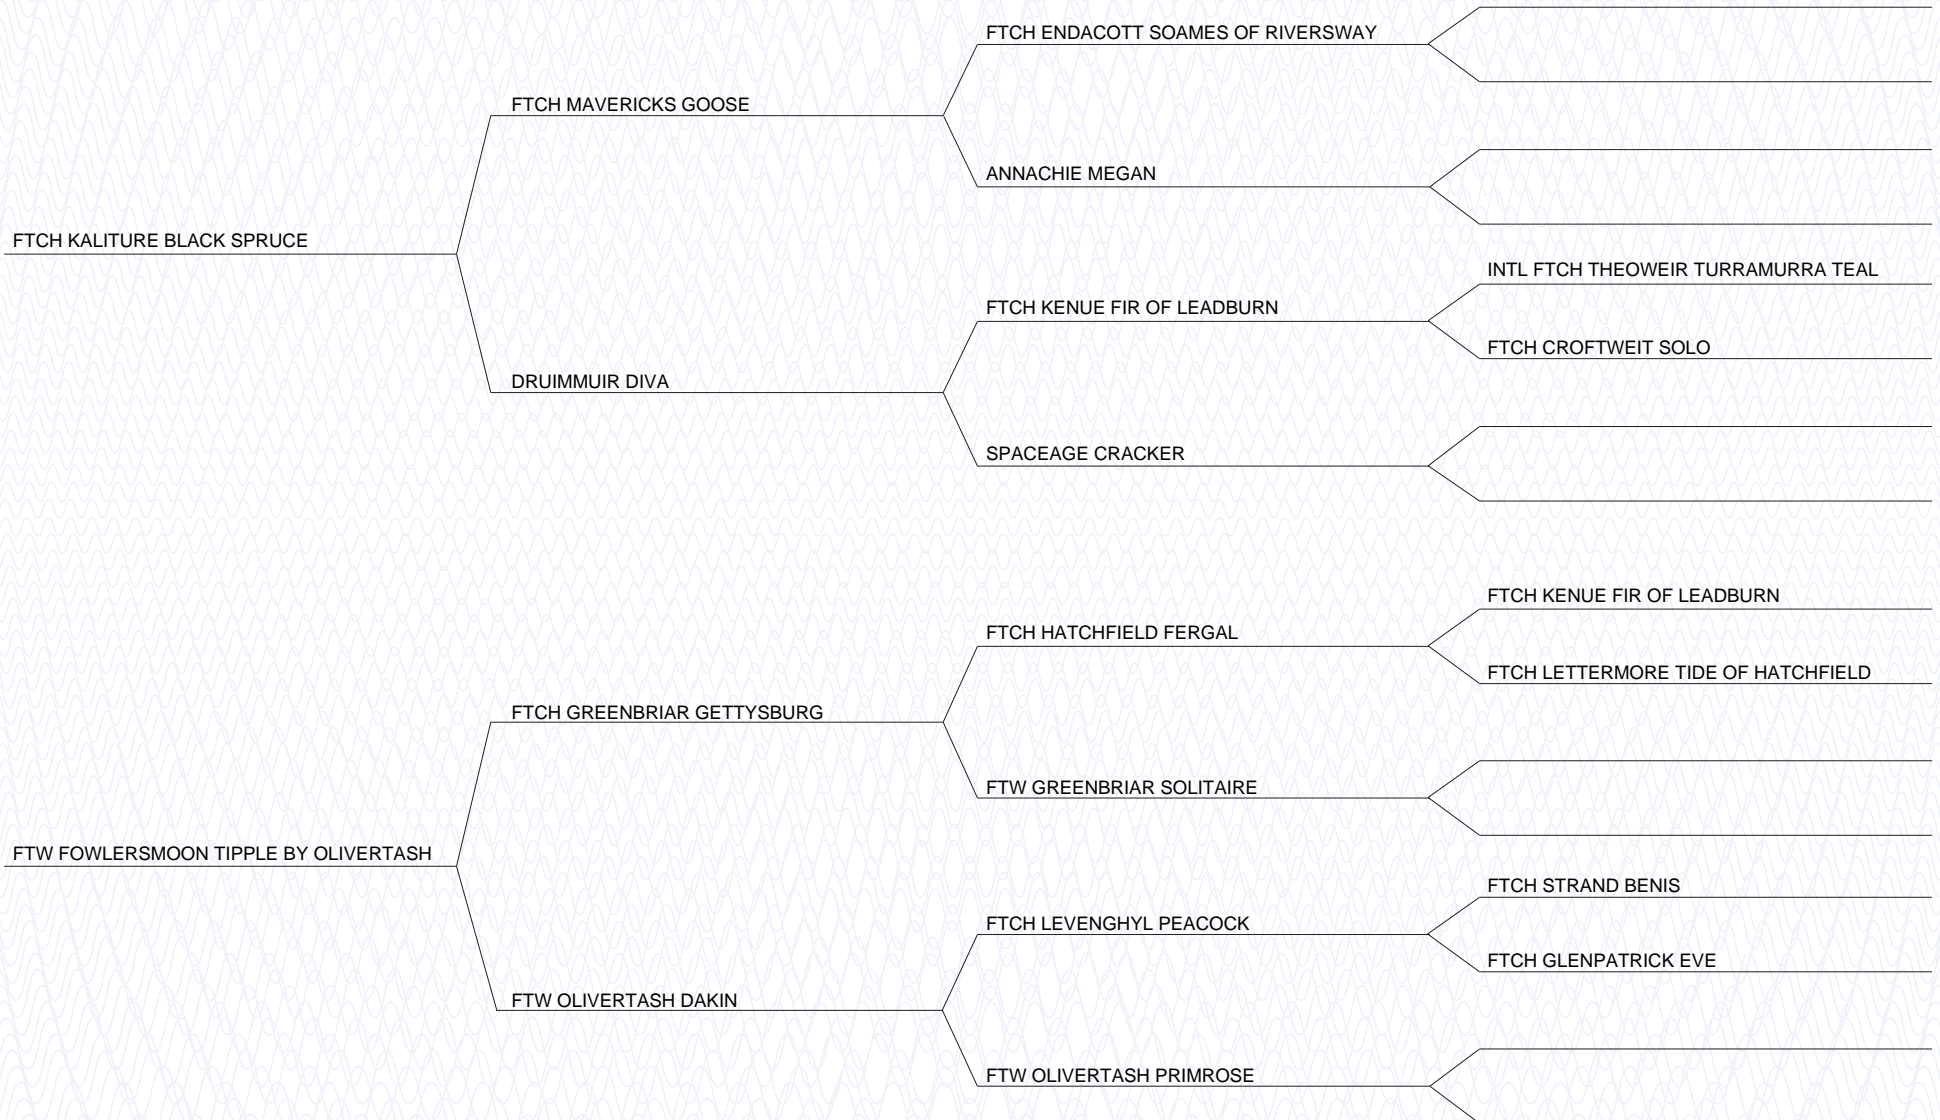 FTCH ENDACOTT SOAMES OF RIVERSWAY
FTCH MAVERICKS GOOSE
ANNACHIE MEGAN
FTCH KALITURE BLACK SPRUCE
INTL FTCH THEOWEIR TURRAMURRA TEAL
FTCH KENUE FIR OF LEADBURN
FTCH CROFTWEIT SOLO
DRUIMMUIR DIVA
SPACEAGE CRACKER
FTCH KENUE FIR OF LEADBURN
FTCH HATCHFIELD FERGAL
FTCH LETTERMORE TIDE OF HATCHFIELD
FTCH GREENBRIAR GETTYSBURG
FTW GREENBRIAR SOLITAIRE
FTW FOWLERSMOON TIPPLE BY OLIVERTASH
FTCH STRAND BENIS
FTCH LEVENGHYL PEACOCK
FTCH GLENPATRICK EVE
FTW OLIVERTASH DAKIN
FTW OLIVERTASH PRIMROSE